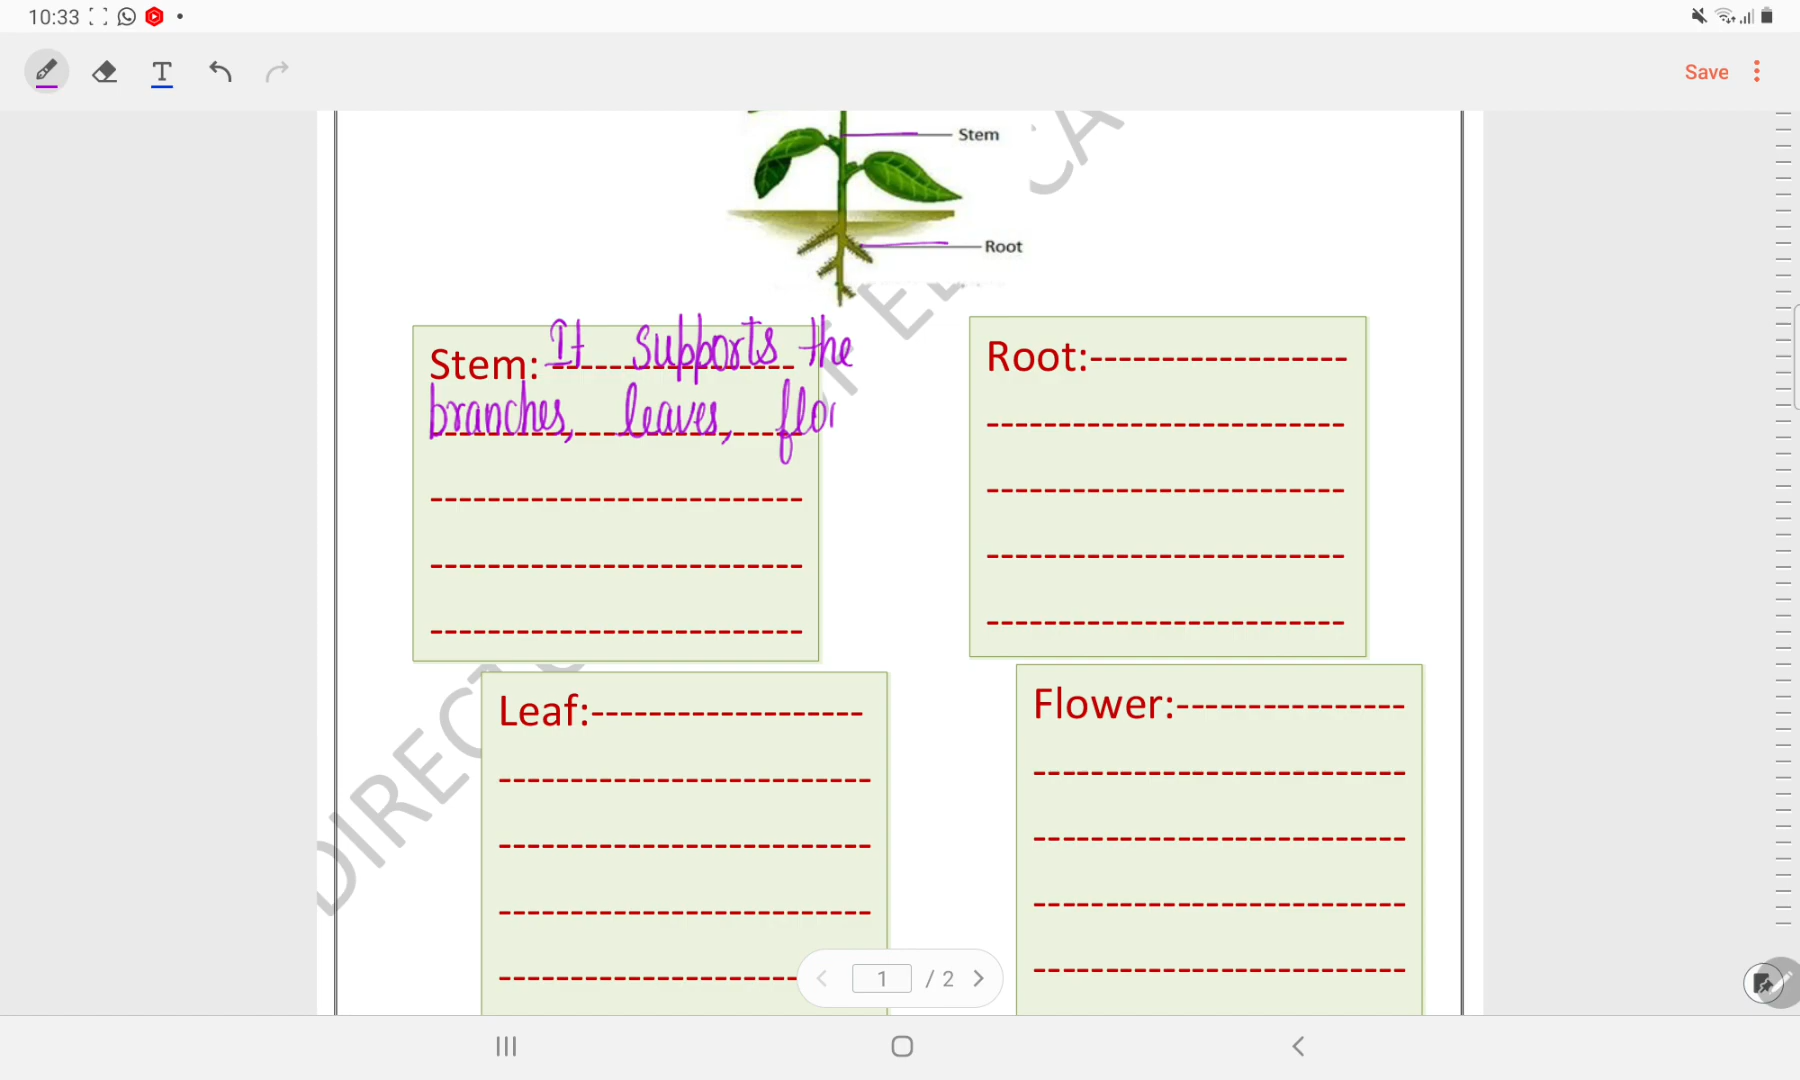 10:33
Save
Stem
Root
Stem: It supports the
branches, leaves, flo
Root:
Leaf:
Flower:
1 / 2